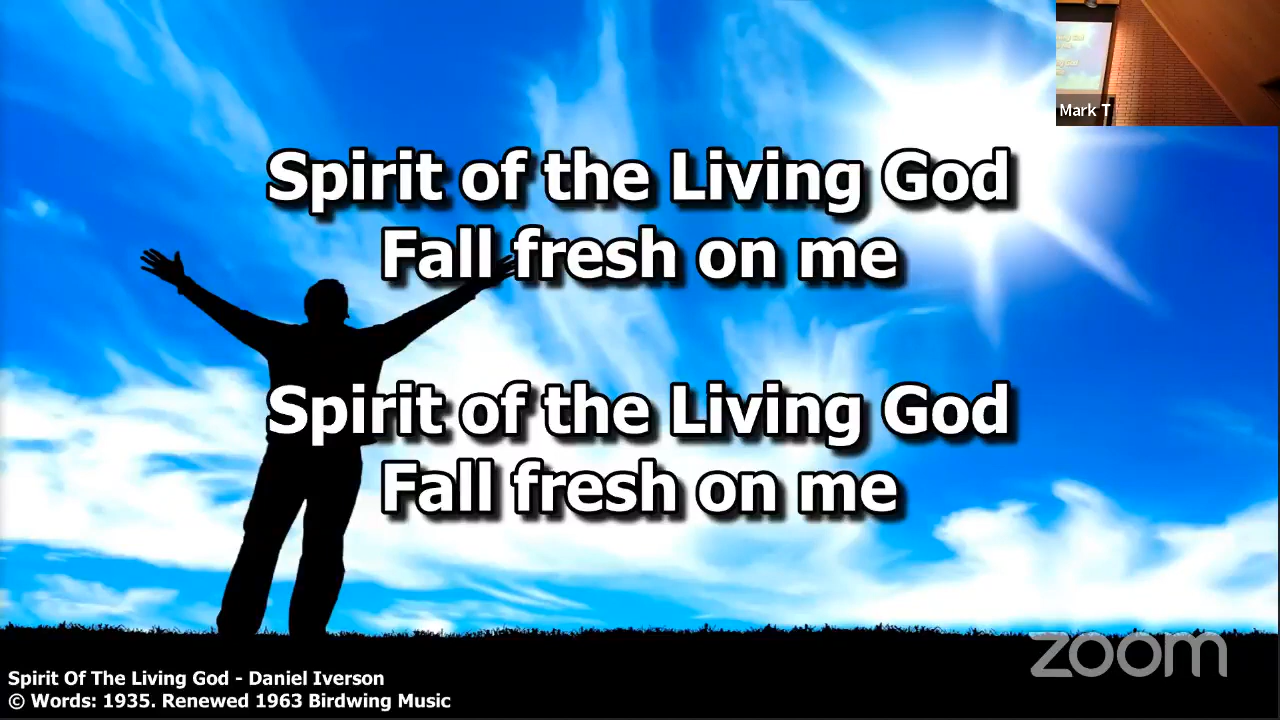 Spirit of the Living God
Fall fresh on me
Spirit of the Living God
Fall fresh on me
Mark T
zoom
Spirit Of The Living God - Daniel Iverson
© Words: 1935. Renewed 1963 Birdwing Music